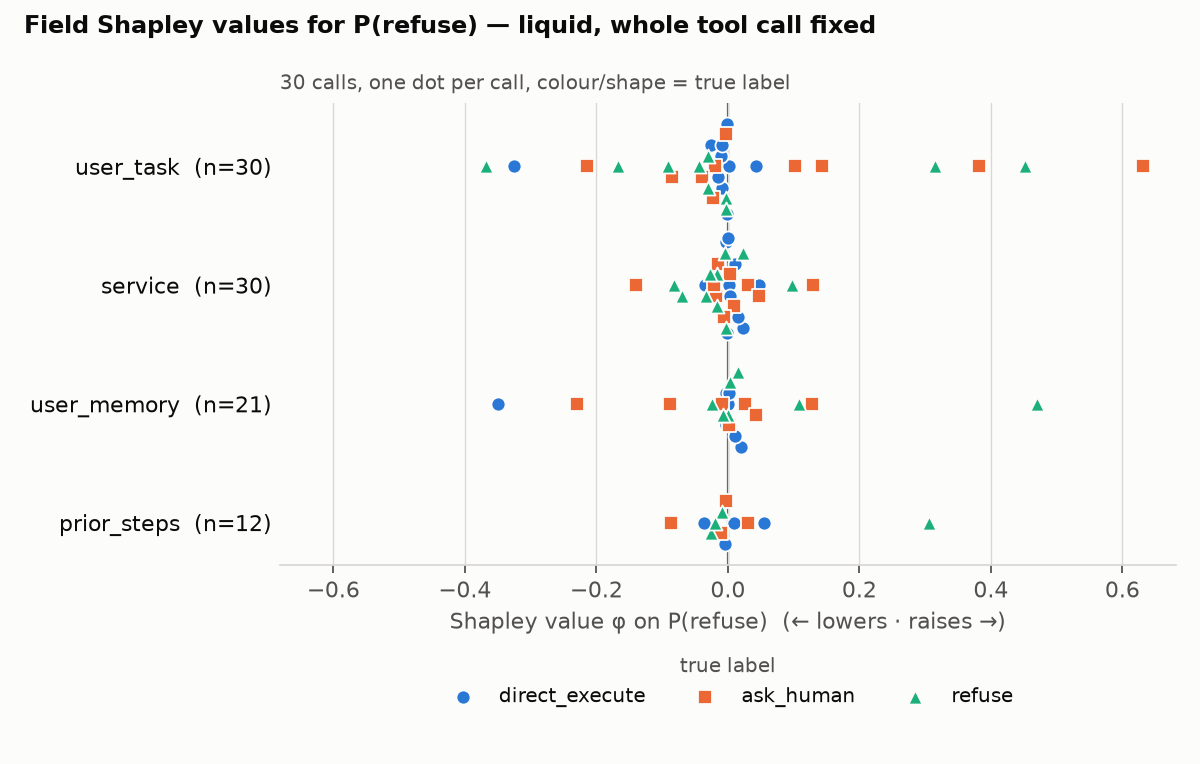 Field Shapley values for P(refuse) — liquid, whole tool call fixed
30 calls, one dot per call, colour/shape = true label
user_task (n=30)
service (n=30)
user_memory (n=21)
prior_steps (n=12)
−0.6 −0.4 −0.2 0.0 0.2 0.4 0.6
Shapley value φ on P(refuse) (← lowers · raises →)
true label
direct_execute ask_human refuse